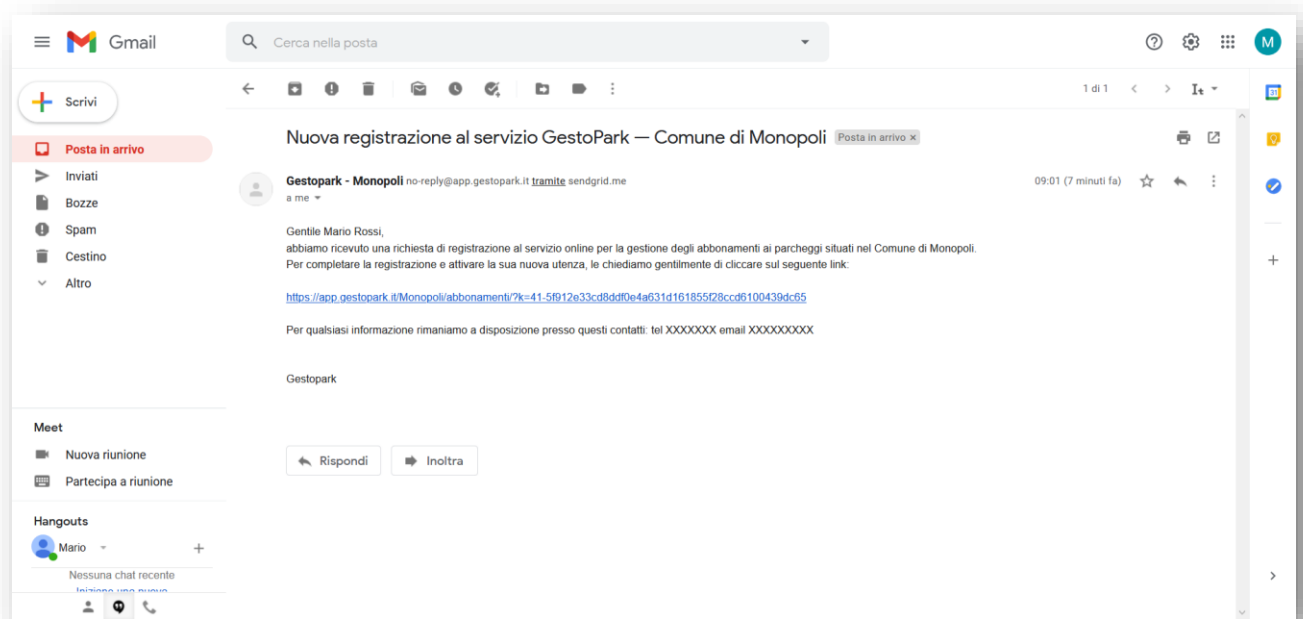 Gmail
Cerca nella posta
M
Scrivi
1 di 1
31
Posta in arrivo
Inviati
Bozze
Spam
Cestino
Altro
Nuova registrazione al servizio GestoPark — Comune di Monopoli Posta in arrivo ×
Gestopark - Monopoli no-reply@app.gestopark.it tramite sendgrid.me
09:01 (7 minuti fa)
a me
Gentile Mario Rossi,
abbiamo ricevuto una richiesta di registrazione al servizio online per la gestione degli abbonamenti ai parcheggi situati nel Comune di Monopoli.
Per completare la registrazione e attivare la sua nuova utenza, le chiediamo gentilmente di cliccare sul seguente link:
https://app.gestopark.it/Monopoli/abbonamenti/?k=41-5f912e33cd8ddf0e4a631d161855f28ccd6100439dc65
Per qualsiasi informazione rimaniamo a disposizione presso questi contatti: tel XXXXXXX email XXXXXXXXX
Gestopark
Rispondi
Inoltra
Meet
Nuova riunione
Partecipa a riunione
Hangouts
Mario
Nessuna chat recente